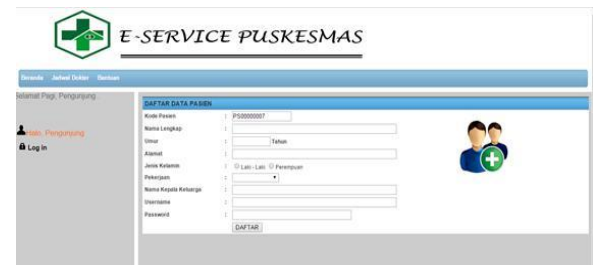 E-SERVICE PUSKESMAS
Beranda Jadwal Dokter Bantuan
Selamat Pagi, Pengunjung
Halo, Pengunjung
Log In
DAFTAR DATA PASIEN
Kode Pasien : PS00000007
Nama Lengkap :
Umur : Tahun
Alamat :
Jenis Kelamin : Laki - Laki Perempuan
Pekerjaan :
Nama Kepala Keluarga :
Username :
Password :
DAFTAR